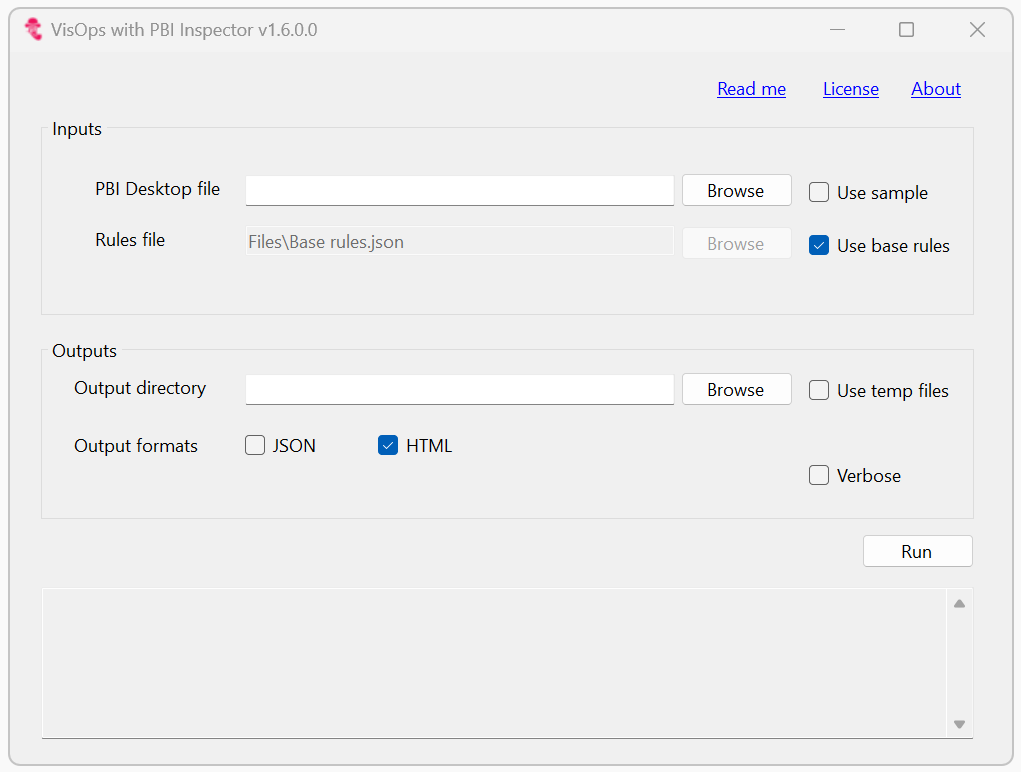 VisOps with PBI Inspector v1.6.0.0
Read me License About
Inputs
PBI Desktop file Browse Use sample
Rules file Files\Base rules.json Browse Use base rules
Outputs
Output directory Browse Use temp files
Output formats JSON HTML
Verbose
Run